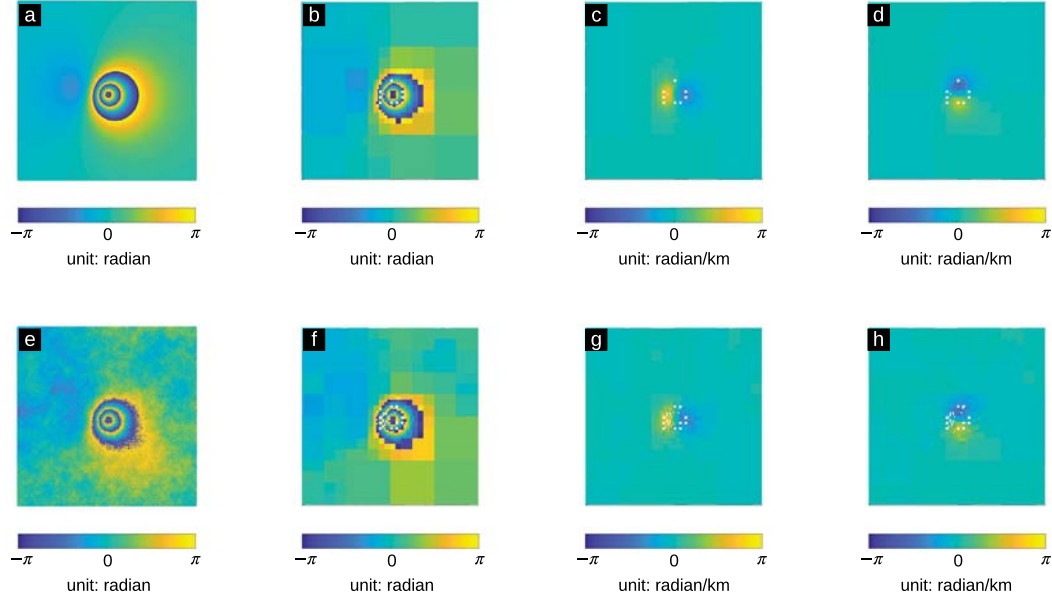 a b c d
−π 0 π −π 0 π −π 0 π −π 0 π
unit: radian unit: radian unit: radian/km unit: radian/km
e f g h
−π 0 π −π 0 π −π 0 π −π 0 π
unit: radian unit: radian unit: radian/km unit: radian/km